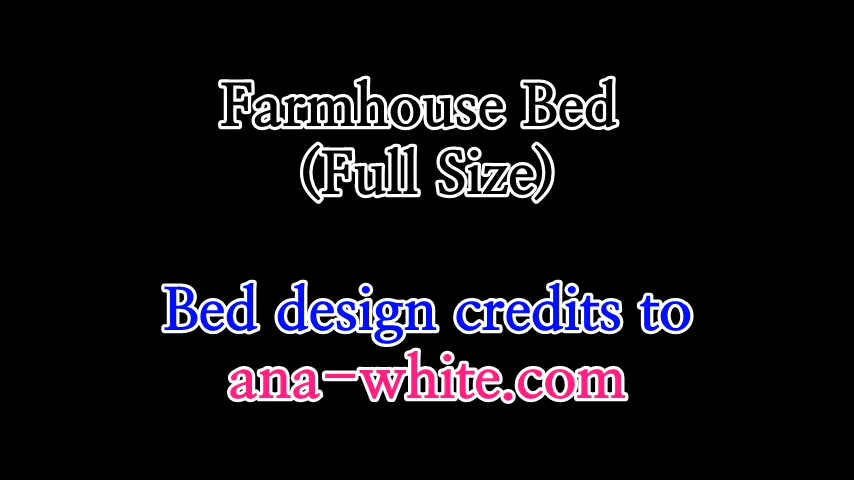 Farmhouse Bed
(Full Size)
Bed design credits to
ana-white.com